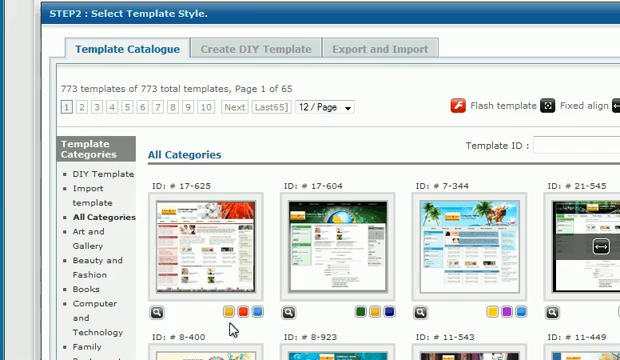 STEP2 : Select Template Style.
Template Catalogue
Create DIY Template
Export and Import
773 templates of 773 total templates, Page 1 of 65
1 2 3 4 5 6 7 8 9 10 Next Last65] 12 / Page
Flash template Fixed align
Template Categories
DIY Template
Import template
All Categories
Art and Gallery
Beauty and Fashion
Books
Computer and Technology
Family
All Categories
Template ID :
ID: # 17-625
ID: # 17-604
ID: # 7-344
ID: # 21-545
ID: # 8-400
ID: # 8-923
ID: # 11-543
ID: # 11-449